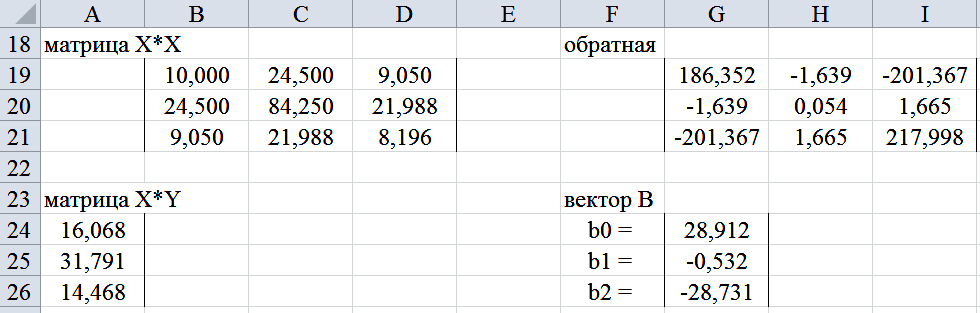 A B C D E F G H I
18 матрица X*X обратная
19 10,000 24,500 9,050 186,352 -1,639 -201,367
20 24,500 84,250 21,988 -1,639 0,054 1,665
21 9,050 21,988 8,196 -201,367 1,665 217,998
22
23 матрица X*Y вектор B
24 16,068 b0 = 28,912
25 31,791 b1 = -0,532
26 14,468 b2 = -28,731